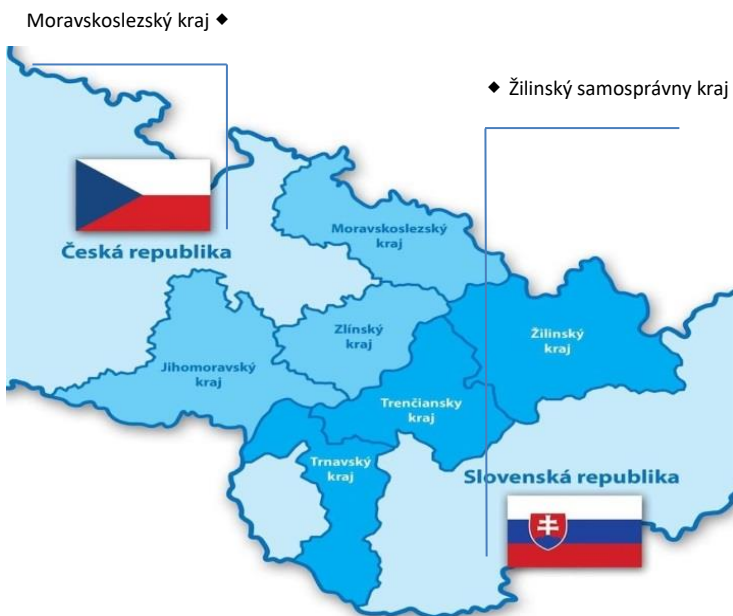 Moravskoslezský kraj ◆
◆ Žilinský samosprávny kraj
Moravskoslezský
kraj
Česká republika
Zlínský
kraj
Žilinský
kraj
Jihomoravský
kraj
Trenčiansky
kraj
Trnavský
kraj
Slovenská republika